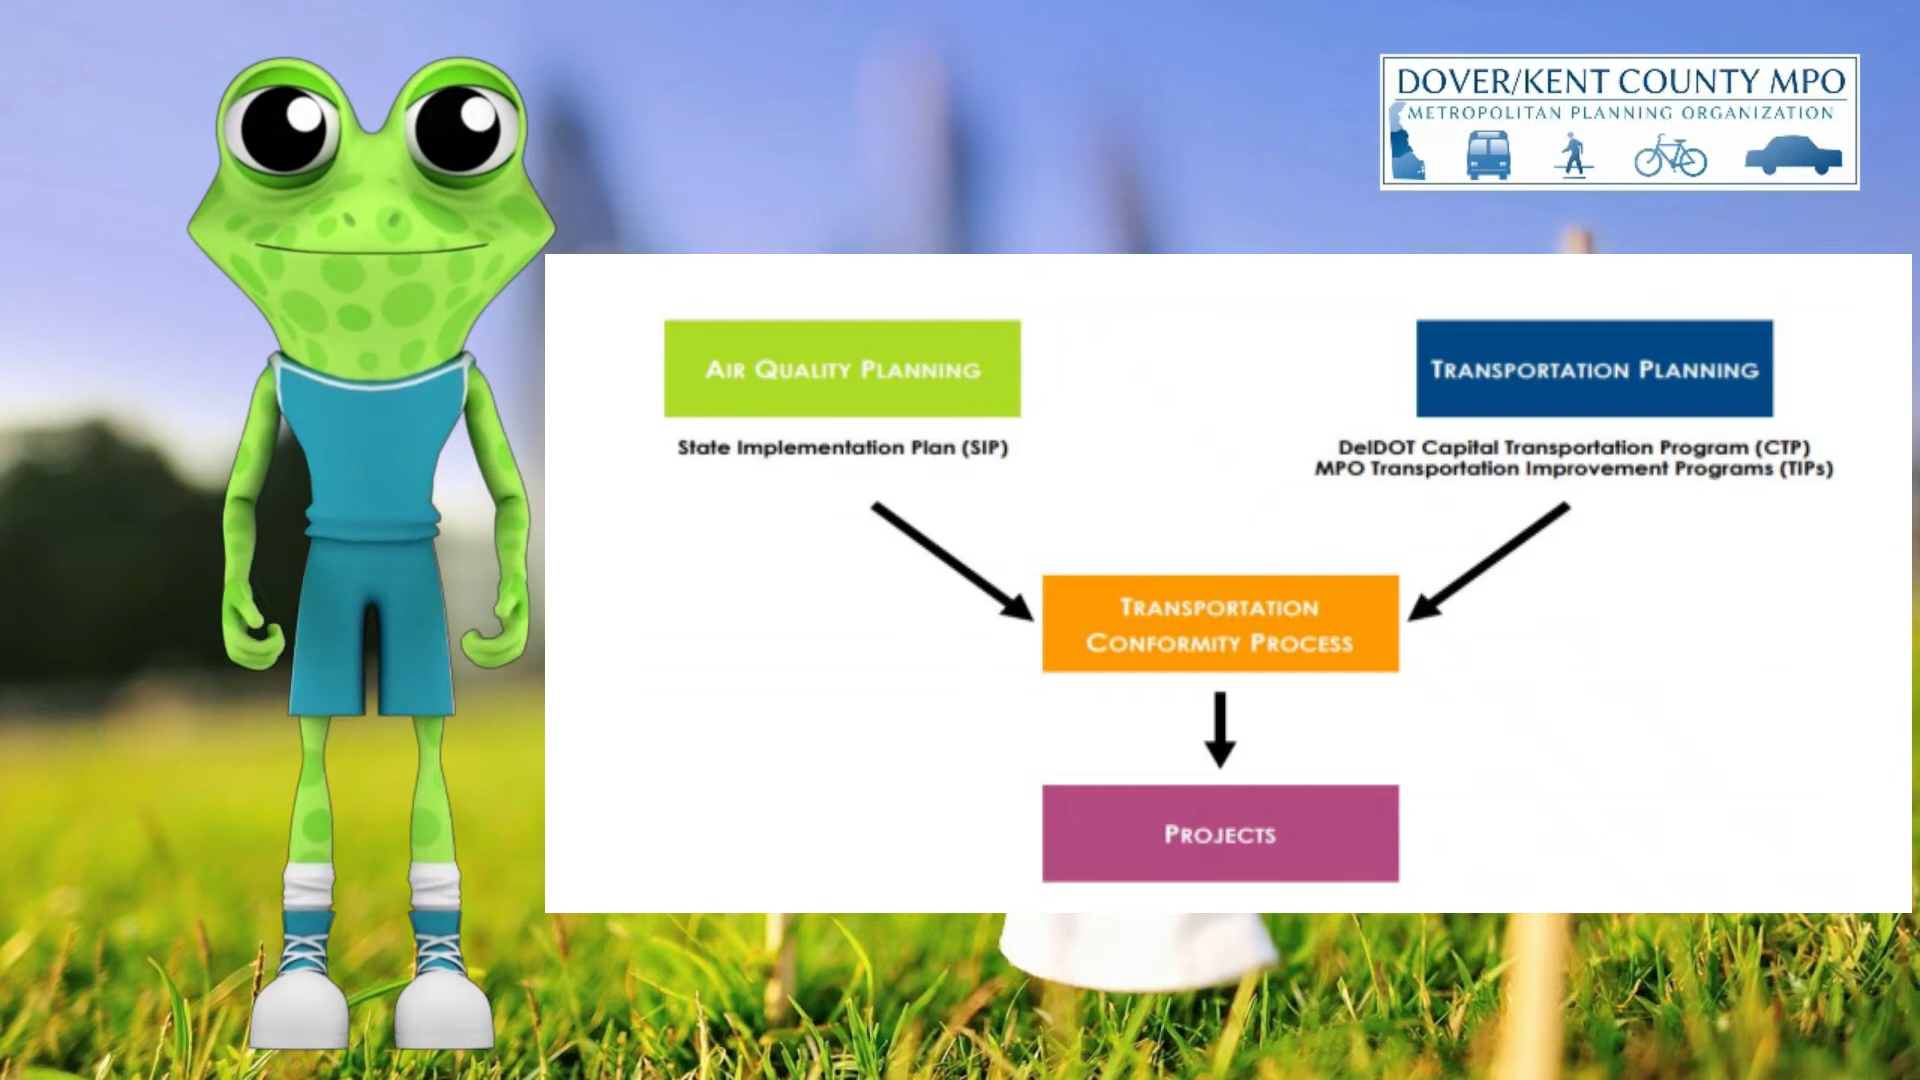 DOVER/KENT COUNTY MPO
METROPOLITAN PLANNING ORGANIZATION
AIR QUALITY PLANNING
TRANSPORTATION PLANNING
State Implementation Plan (SIP)
DelDOT Capital Transportation Program (CTP)
MPO Transportation Improvement Programs (TIPs)
TRANSPORTATION
CONFORMITY PROCESS
PROJECTS